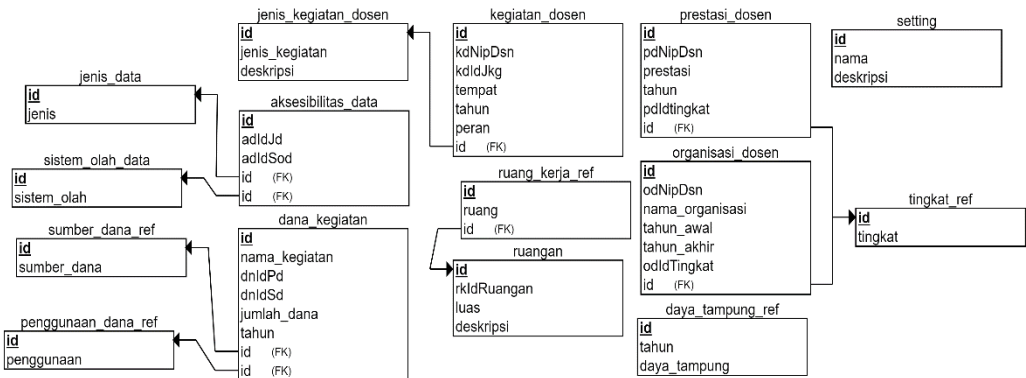 jenis_kegiatan_dosen
id
jenis_kegiatan
deskripsi
kegiatan_dosen
id
kdNipDsn
kdIdJkg
tempat
tahun
peran
id (FK)
prestasi_dosen
id
pdNipDsn
prestasi
tahun
pdIdtingkat
id (FK)
setting
id
nama
deskripsi
jenis_data
id
jenis
aksesibilitas_data
id
adIdJd
adIdSod
id (FK)
id (FK)
sistem_olah_data
id
sistem_olah
ruang_kerja_ref
id
ruang
id (FK)
organisasi_dosen
id
odNipDsn
nama_organisasi
tahun_awal
tahun_akhir
odIdTingkat
id (FK)
tingkat_ref
id
tingkat
sumber_dana_ref
id
sumber_dana
dana_kegiatan
id
nama_kegiatan
dnIdPd
dnIdSd
jumlah_dana
tahun
id (FK)
id (FK)
ruangan
id
rkIdRuangan
luas
deskripsi
penggunaan_dana_ref
id
penggunaan
daya_tampung_ref
id
tahun
daya_tampung